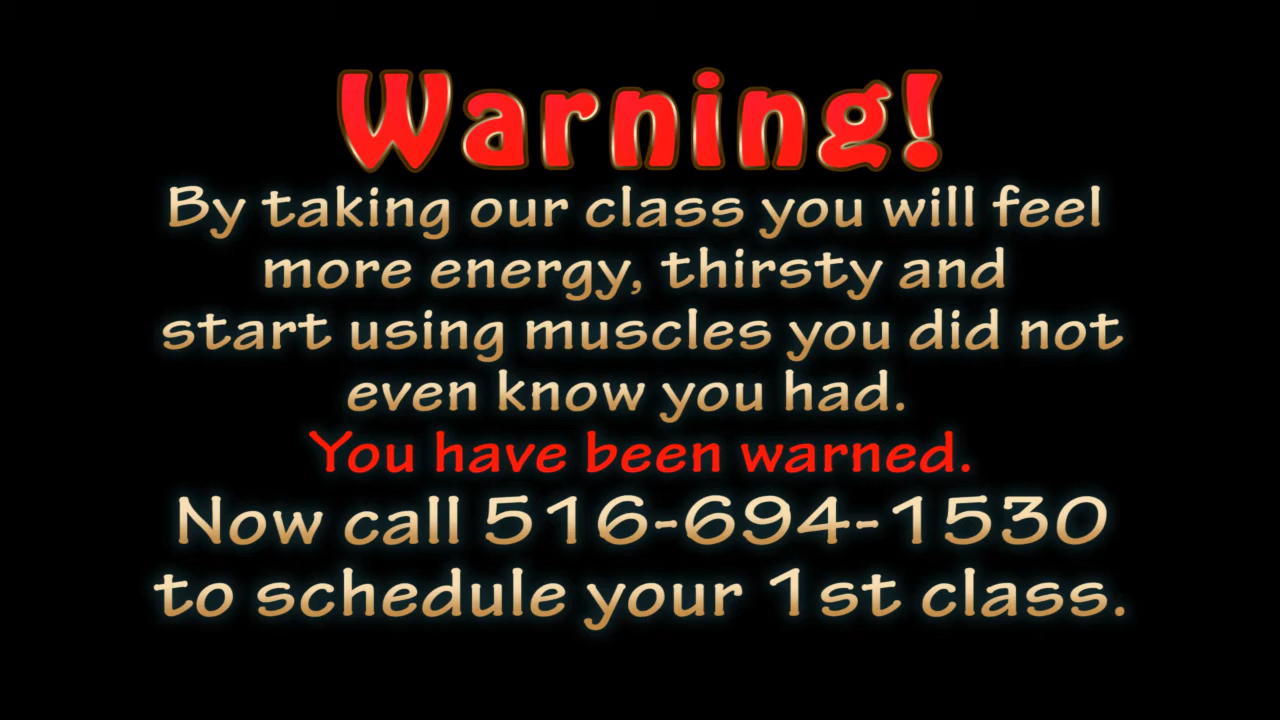 Warning!
By taking our class you will feel
more energy, thirsty and
start using muscles you did not
even know you had.
You have been warned.
Now call 516-694-1530
to schedule your 1st class.